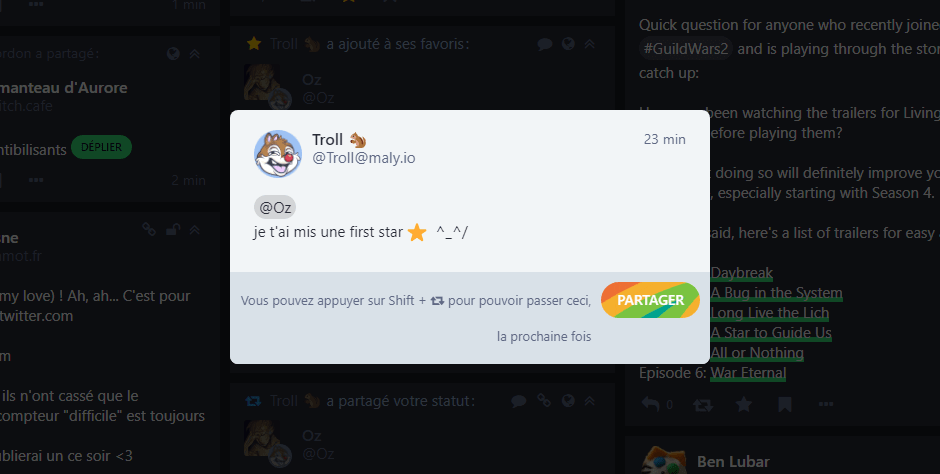 1 min
ordon a partagé:
manteau d'Aurore
itch.cafe
ntibilisants DÉPLIER
2 min
sne
amot.fr
my love) ! Ah, ah... C'est pour
twitter.com
m
ils n'ont cassé que le
compteur "difficile" est toujours
ublierai un ce soir <3
Troll 🐿️ a ajouté à ses favoris:
Oz
@Oz
Troll 🐿️
@Troll@maly.io
23 min
@Oz
je t'ai mis une first star ⭐ ^_^/
Vous pouvez appuyer sur Shift + 🔁 pour pouvoir passer ceci,
la prochaine fois
PARTAGER
Troll 🐿️ a partagé votre statut:
Oz
@Oz
Quick question for anyone who recently joine
#GuildWars2 and is playing through the stor
catch up:
been watching the trailers for Living
efore playing them?
doing so will definitely improve yo
, especially starting with Season 4.
said, here's a list of trailers for easy a
Daybreak
A Bug in the System
Long Live the Lich
A Star to Guide Us
All or Nothing
Episode 6: War Eternal
0
Ben Lubar